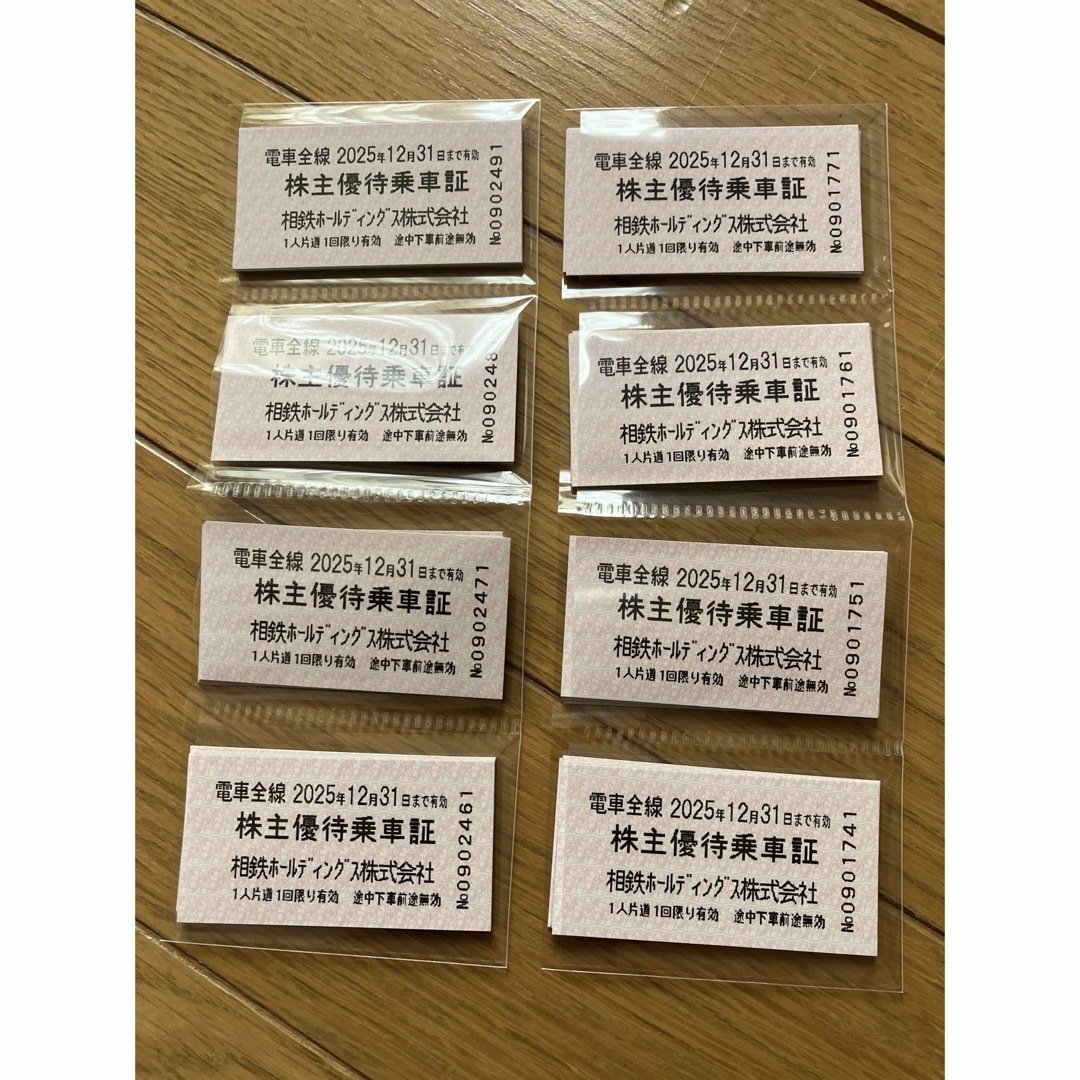 電車全線 2025年12月31日まで有効
株主優待乗車証
相鉄ホールディングス株式会社
1人片道1回限り有効 途中下車前途無効
№0902491
電車全線 2025年12月31日まで有効
株主優待乗車証
相鉄ホールディングス株式会社
1人片道1回限り有効 途中下車前途無効
№0901771
電車全線 2025年12月31日まで有効
株主優待乗車証
相鉄ホールディングス株式会社
1人片道1回限り有効 途中下車前途無効
№090248
電車全線 2025年12月31日まで有効
株主優待乗車証
相鉄ホールディングス株式会社
1人片道1回限り有効 途中下車前途無効
№0901761
電車全線 2025年12月31日まで有効
株主優待乗車証
相鉄ホールディングス株式会社
1人片道1回限り有効 途中下車前途無効
№0902471
電車全線 2025年12月31日まで有効
株主優待乗車証
相鉄ホールディングス株式会社
1人片道1回限り有効 途中下車前途無効
№0901751
電車全線 2025年12月31日まで有効
株主優待乗車証
相鉄ホールディングス株式会社
1人片道1回限り有効 途中下車前途無効
№0902461
電車全線 2025年12月31日まで有効
株主優待乗車証
相鉄ホールディングス株式会社
1人片道1回限り有効 途中下車前途無効
№0901741